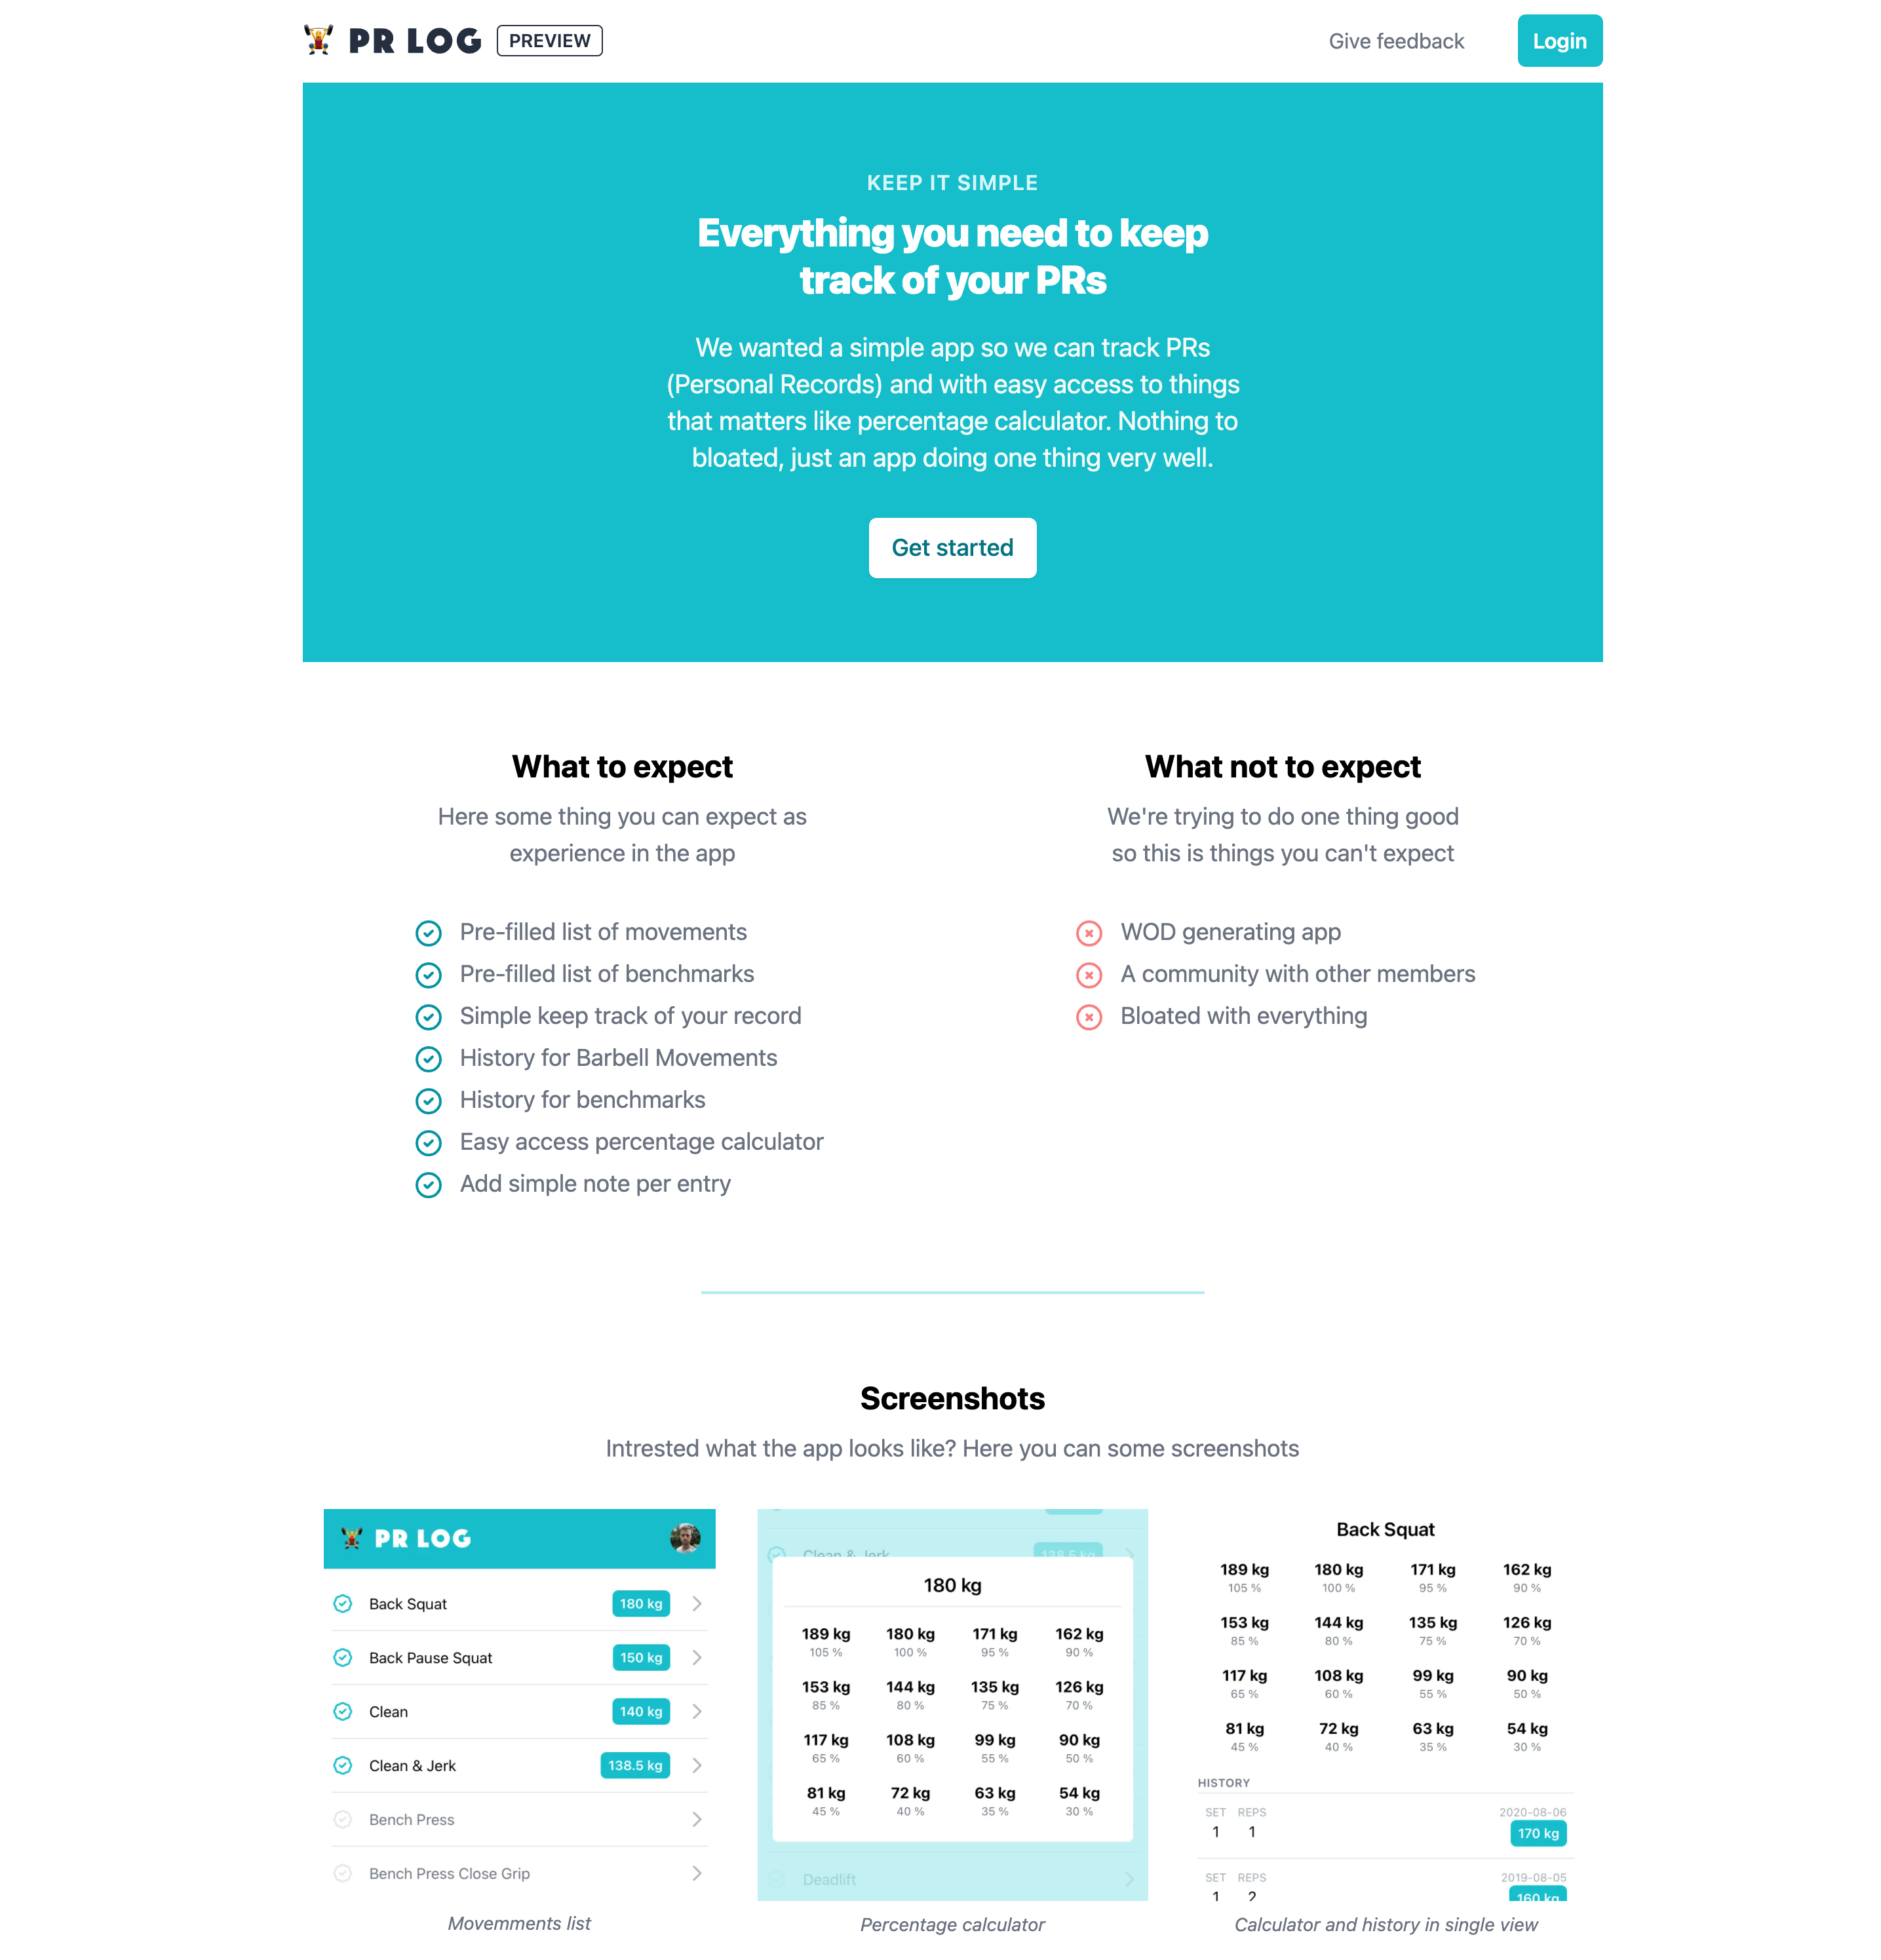 PR LOG PREVIEW
Give feedback
Login
KEEP IT SIMPLE
Everything you need to keep
track of your PRs
We wanted a simple app so we can track PRs
(Personal Records) and with easy access to things
that matters like percentage calculator. Nothing to
bloated, just an app doing one thing very well.
Get started
What to expect
Here some thing you can expect as
experience in the app
Pre-filled list of movements
Pre-filled list of benchmarks
Simple keep track of your record
History for Barbell Movements
History for benchmarks
Easy access percentage calculator
Add simple note per entry
What not to expect
We're trying to do one thing good
so this is things you can't expect
WOD generating app
A community with other members
Bloated with everything
Screenshots
Intrested what the app looks like? Here you can some screenshots
PR LOG
Back Squat 180 kg
Back Pause Squat 150 kg
Clean 140 kg
Clean & Jerk 138.5 kg
Bench Press
Bench Press Close Grip
Movemments list
Clean & Jerk 138.5 kg
180 kg
189 kg 180 kg 171 kg 162 kg
105 % 100 % 95 % 90 %
153 kg 144 kg 135 kg 126 kg
85 % 80 % 75 % 70 %
117 kg 108 kg 99 kg 90 kg
65 % 60 % 55 % 50 %
81 kg 72 kg 63 kg 54 kg
45 % 40 % 35 % 30 %
Deadlift
Percentage calculator
Back Squat
189 kg 180 kg 171 kg 162 kg
105 % 100 % 95 % 90 %
153 kg 144 kg 135 kg 126 kg
85 % 80 % 75 % 70 %
117 kg 108 kg 99 kg 90 kg
65 % 60 % 55 % 50 %
81 kg 72 kg 63 kg 54 kg
45 % 40 % 35 % 30 %
HISTORY
SET REPS 2020-08-06
1 1 170 kg
SET REPS 2019-08-05
1 2 160 kg
Calculator and history in single view